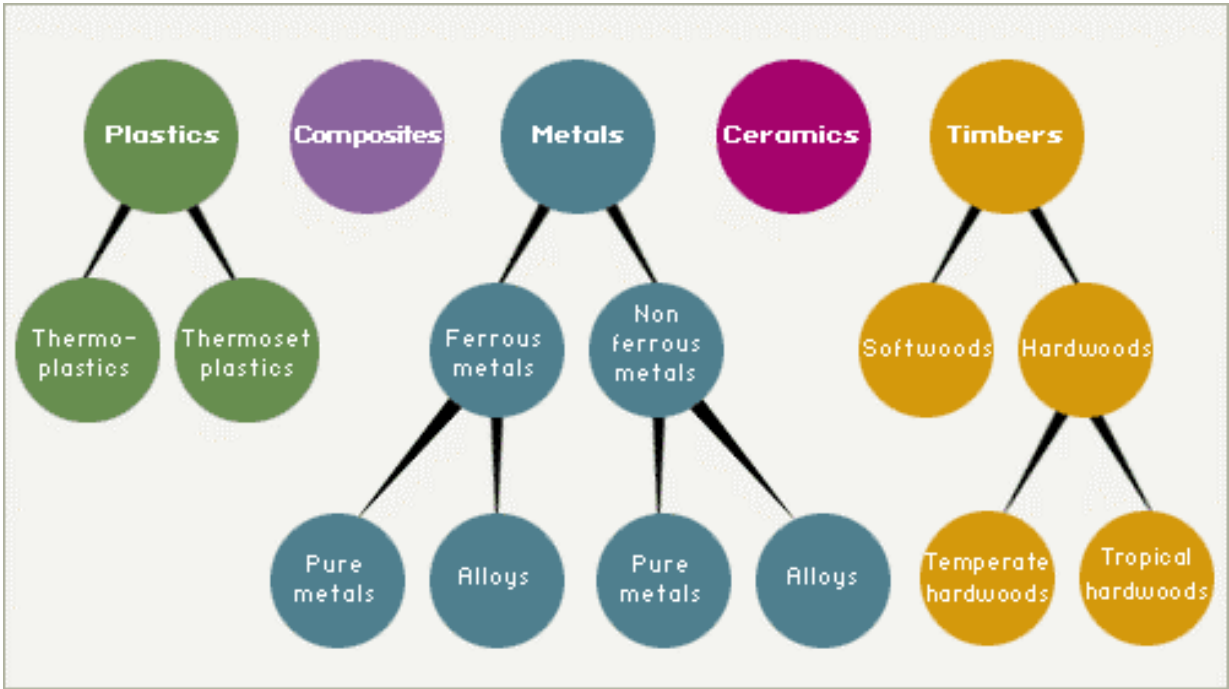 Plastics
Composites
Metals
Ceramics
Timbers
Thermo-
plastics
Thermoset
plastics
Ferrous
metals
Non
ferrous
metals
Softwoods
Hardwoods
Pure
metals
Alloys
Pure
metals
Alloys
Temperate
hardwoods
Tropical
hardwoods